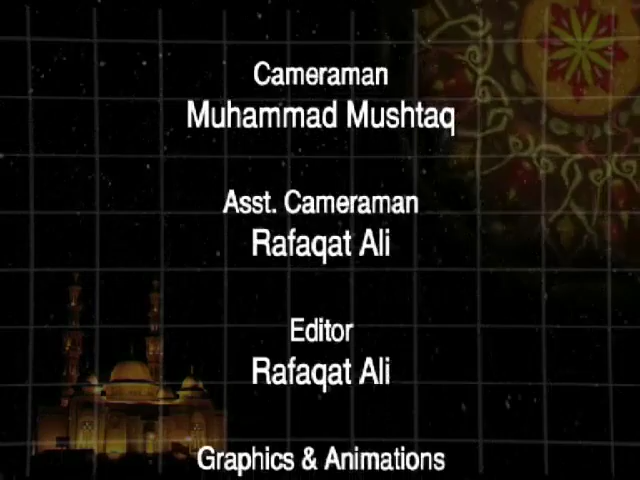 Cameraman
Muhammad Mushtaq
Asst. Cameraman
Rafaqat Ali
Editor
Rafaqat Ali
Graphics & Animations